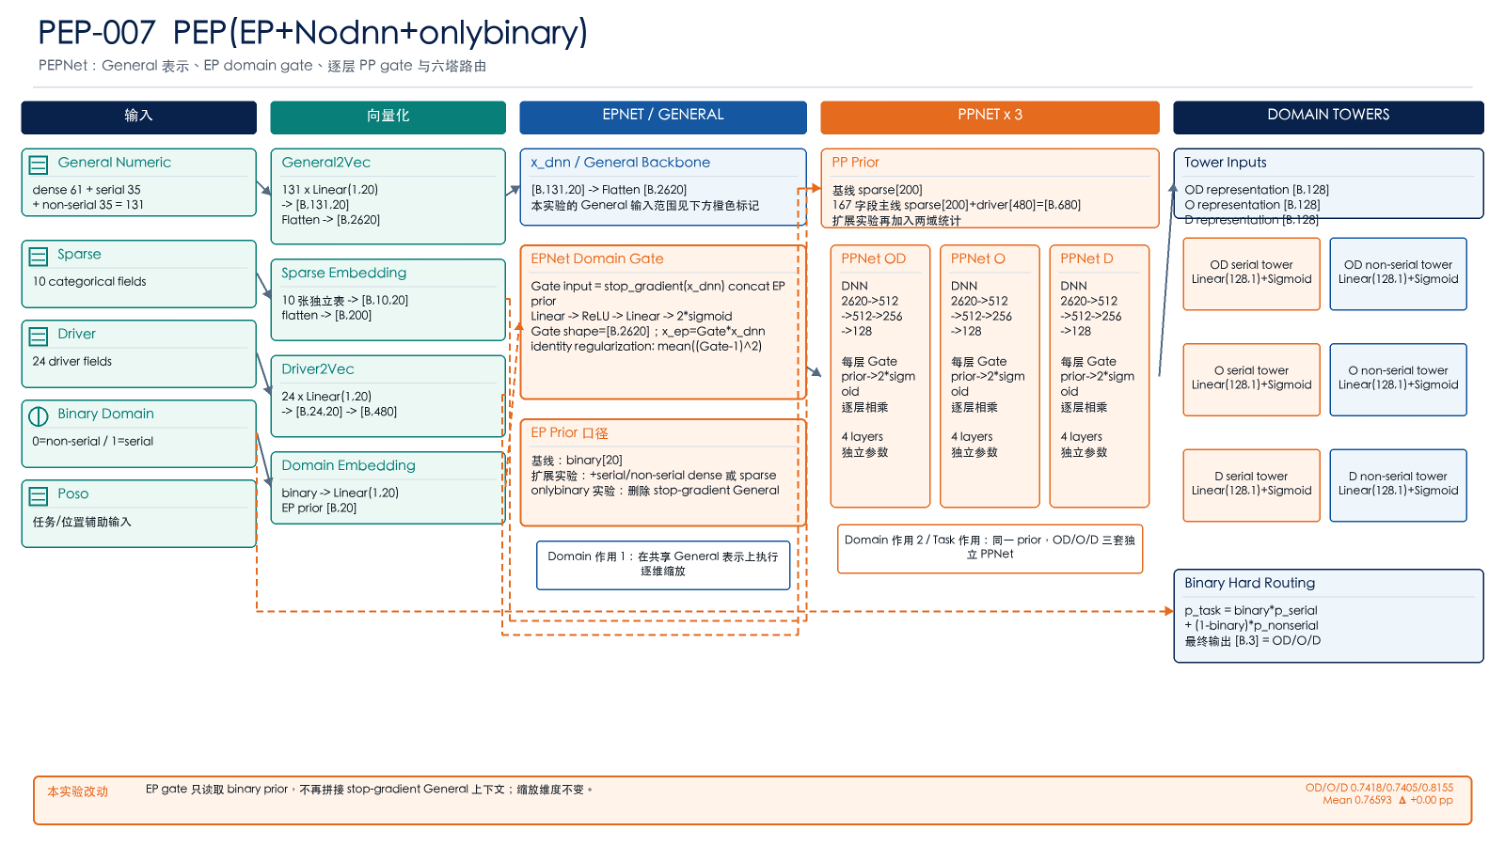 PEP-007 PEP(EP+Nodnn+onlybinary)
PEPNet：General 表示、EP domain gate、逐层 PP gate 与六塔路由
输入
General Numeric
dense 61 + serial 35
+ non-serial 35 = 131
Sparse
10 categorical fields
Driver
24 driver fields
Binary Domain
0=non-serial / 1=serial
Poso
任务/位置辅助输入
向量化
General2Vec
131 x Linear(1,20)
-> [B,131,20]
Flatten -> [B,2620]
Sparse Embedding
10 张独立表 -> [B,10,20]
flatten -> [B,200]
Driver2Vec
24 x Linear(1,20)
-> [B,24,20] -> [B,480]
Domain Embedding
binary -> Linear(1,20)
EP prior [B,20]
EPNET / GENERAL
x_dnn / General Backbone
[B,131,20] -> Flatten [B,2620]
本实验的 General 输入范围见下方橙色标记
EPNet Domain Gate
Gate input = stop_gradient(x_dnn) concat EP
prior
Linear -> ReLU -> Linear -> 2*sigmoid
Gate shape=[B,2620]；x_ep=Gate*x_dnn
identity regularization: mean((Gate-1)^2)
EP Prior 口径
基线：binary[20]
扩展实验：+serial/non-serial dense 或 sparse
onlybinary 实验：删除 stop-gradient General
Domain 作用 1：在共享 General 表示上执行
逐维缩放
PPNET x 3
PP Prior
基线 sparse[200]
167 字段主线 sparse[200]+driver[480]=[B,680]
扩展实验再加入两域统计
PPNet OD
DNN
2620->512
->512->256
->128
每层 Gate
prior->2*sigm
oid
逐层相乘
4 layers
独立参数
PPNet O
DNN
2620->512
->512->256
->128
每层 Gate
prior->2*sigm
oid
逐层相乘
4 layers
独立参数
PPNet D
DNN
2620->512
->512->256
->128
每层 Gate
prior->2*sigm
oid
逐层相乘
4 layers
独立参数
Domain 作用 2 / Task 作用：同一 prior，OD/O/D 三套独
立 PPNet
DOMAIN TOWERS
Tower Inputs
OD representation [B,128]
O representation [B,128]
D representation [B,128]
OD serial tower
Linear(128,1)+Sigmoid
OD non-serial tower
Linear(128,1)+Sigmoid
O serial tower
Linear(128,1)+Sigmoid
O non-serial tower
Linear(128,1)+Sigmoid
D serial tower
Linear(128,1)+Sigmoid
D non-serial tower
Linear(128,1)+Sigmoid
Binary Hard Routing
p_task = binary*p_serial
+ (1-binary)*p_nonserial
最终输出 [B,3] = OD/O/D
本实验改动
EP gate 只读取 binary prior，不再拼接 stop-gradient General 上下文；缩放维度不变。
OD/O/D 0.7418/0.7405/0.8155
Mean 0.76593 Δ +0.00 pp